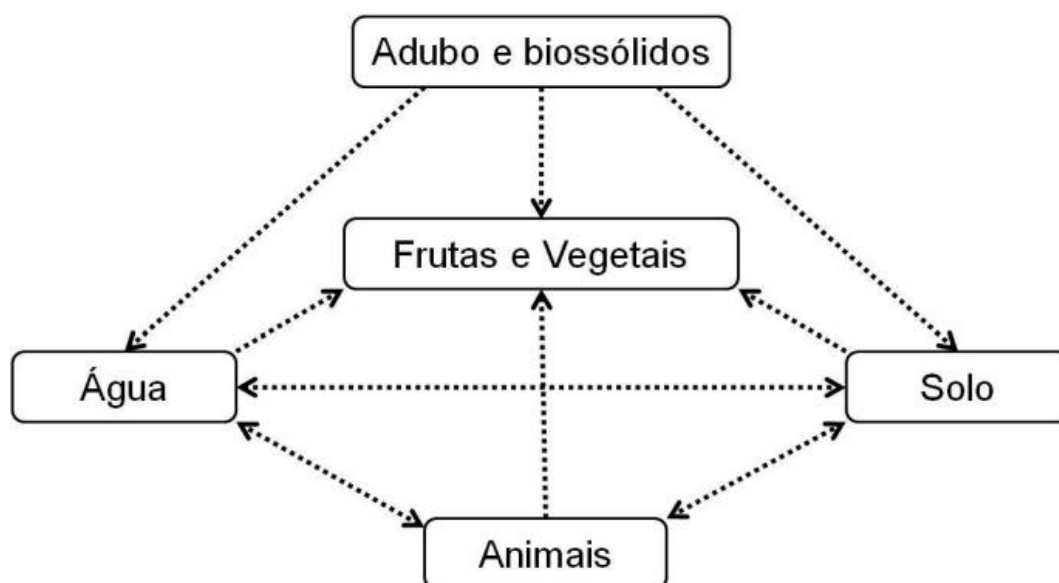 Adubo e biossólidos
Frutas e Vegetais
Água
Solo
Animais